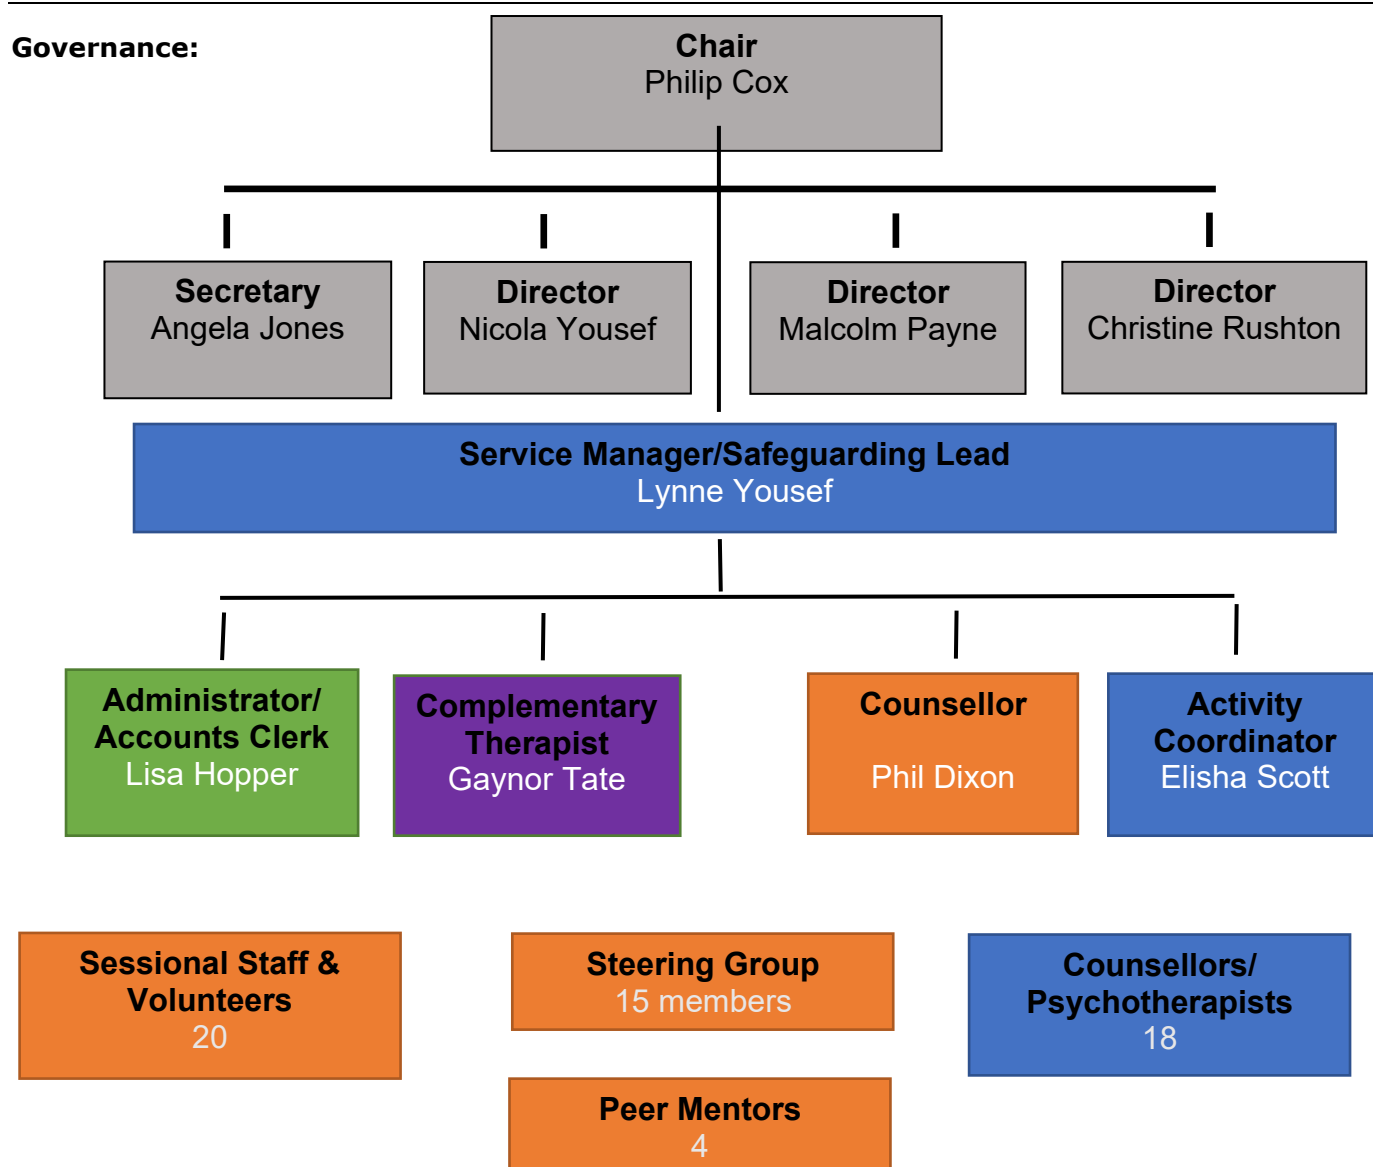 Governance:
Chair
Philip Cox
Secretary
Angela Jones
Director
Nicola Yousef
Director
Malcolm Payne
Director
Christine Rushton
Service Manager/Safeguarding Lead
Lynne Yousef
Administrator/
Accounts Clerk
Lisa Hopper
Complementary
Therapist
Gaynor Tate
Counsellor
Phil Dixon
Activity
Coordinator
Elisha Scott
Sessional Staff &
Volunteers
20
Steering Group
15 members
Counsellors/
Psychotherapists
18
Peer Mentors
4